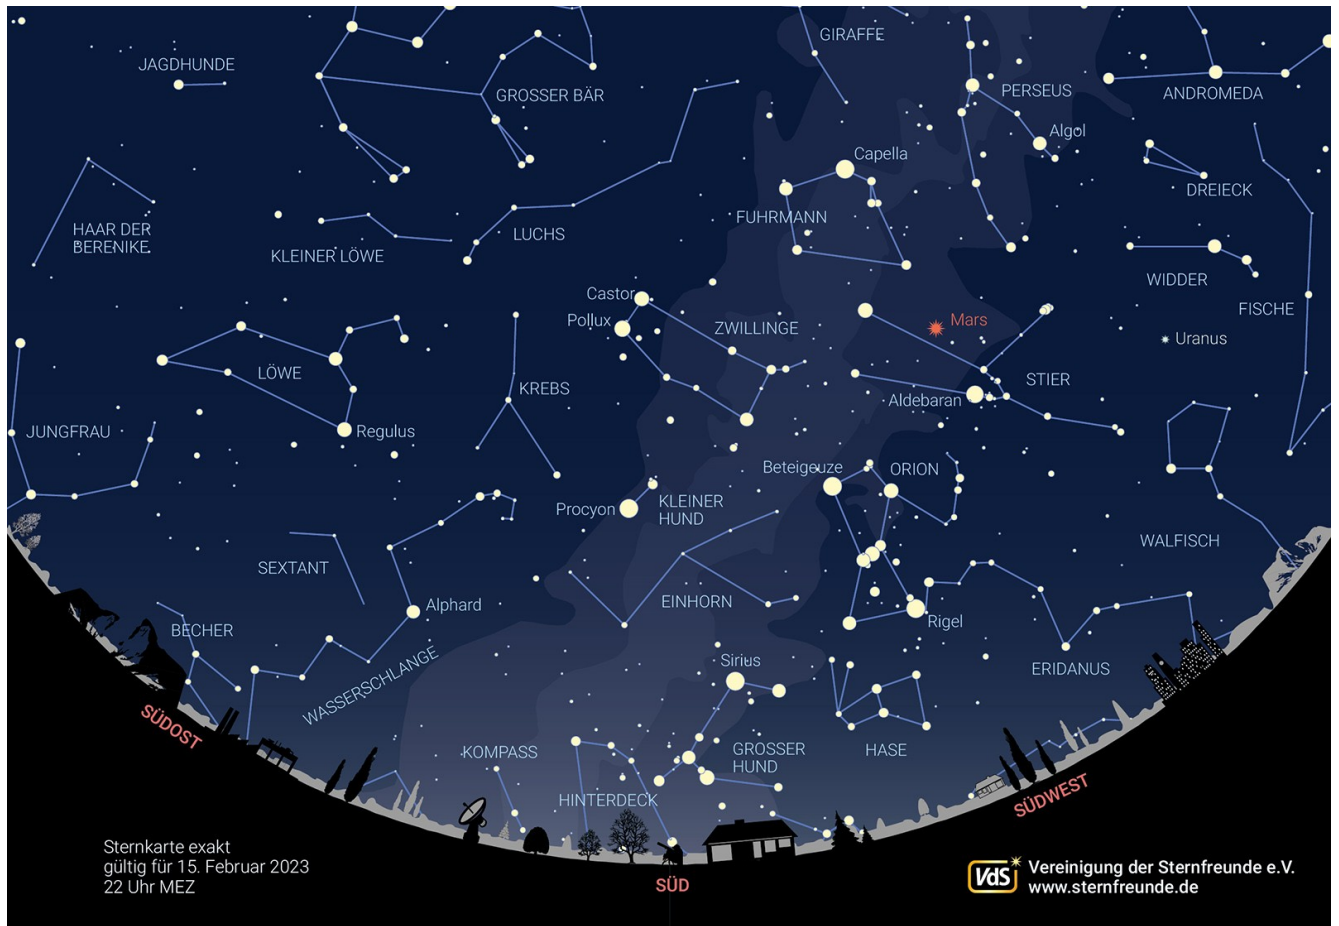 GIRAFFE
JAGDHUNDE
GROSSER BÄR
PERSEUS
ANDROMEDA
Algol
Capella
DREIECK
FUHRMANN
HAAR DER
BERENIKE
KLEINER LÖWE
LUCHS
WIDDER
FISCHE
Castor
Pollux
ZWILLINGE
Mars
Uranus
LÖWE
KREBS
STIER
Aldebaran
JUNGFRAU
Regulus
Beteigeuze
ORION
Procyon
KLEINER
HUND
WALFISCH
SEXTANT
EINHORN
Alphard
Rigel
BECHER
Sirius
ERIDANUS
WASSERSCHLANGE
SÜDOST
KOMPASS
GROSSER
HUND
HASE
HINTERDECK
SÜDWEST
SÜD
Sternkarte exakt
gültig für 15. Februar 2023
22 Uhr MEZ
VdS
Vereinigung der Sternfreunde e.V.
www.sternfreunde.de